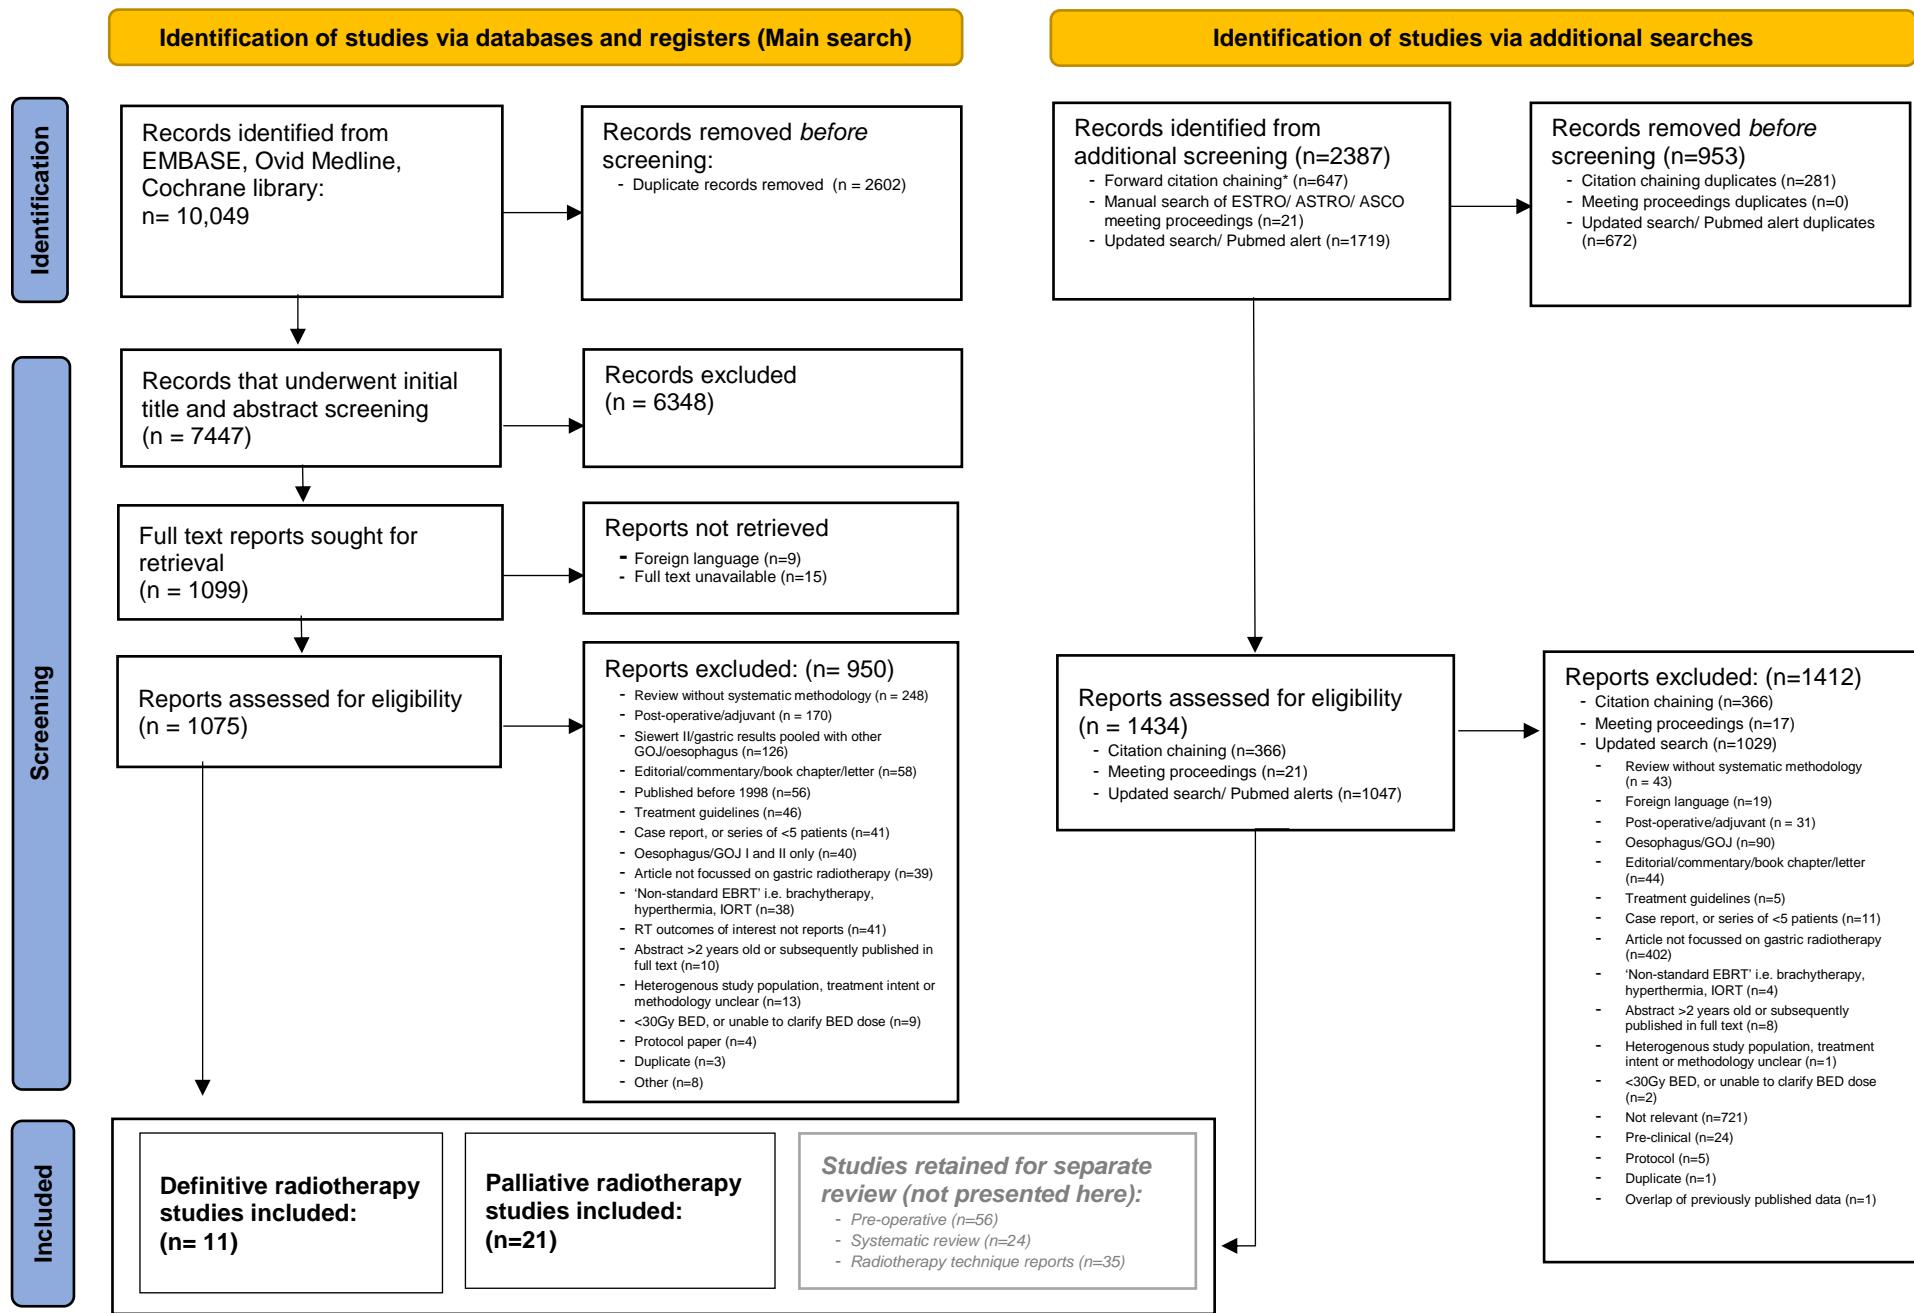 Identification of studies via databases and registers (Main search)
Identification of studies via additional searches
Identification
Records identified from
EMBASE, Ovid Medline,
Cochrane library:
n= 10,049
Records removed before
screening:
- Duplicate records removed (n = 2602)
Records identified from
additional screening (n=2387)
- Forward citation chaining* (n=647)
- Manual search of ESTRO/ ASTRO/ ASCO
meeting proceedings (n=21)
- Updated search/ Pubmed alert (n=1719)
Records removed before
screening (n=953)
- Citation chaining duplicates (n=281)
- Meeting proceedings duplicates (n=0)
- Updated search/ Pubmed alert duplicates
(n=672)
Screening
Records that underwent initial
title and abstract screening
(n = 7447)
Records excluded
(n = 6348)
Full text reports sought for
retrieval
(n = 1099)
Reports not retrieved
- Foreign language (n=9)
- Full text unavailable (n=15)
Reports assessed for eligibility
(n = 1075)
Reports excluded: (n= 950)
- Review without systematic methodology (n = 248)
- Post-operative/adjuvant (n = 170)
- Siewert II/gastric results pooled with other
GOJ/oesophagus (n=126)
- Editorial/commentary/book chapter/letter (n=58)
- Published before 1998 (n=56)
- Treatment guidelines (n=46)
- Case report, or series of <5 patients (n=41)
- Oesophagus/GOJ I and II only (n=40)
- Article not focussed on gastric radiotherapy (n=39)
- ‘Non-standard EBRT’ i.e. brachytherapy,
hyperthermia, IORT (n=38)
- RT outcomes of interest not reports (n=41)
- Abstract >2 years old or subsequently published in
full text (n=10)
- Heterogenous study population, treatment intent or
methodology unclear (n=13)
- <30Gy BED, or unable to clarify BED dose (n=9)
- Protocol paper (n=4)
- Duplicate (n=3)
- Other (n=8)
Reports assessed for eligibility
(n = 1434)
- Citation chaining (n=366)
- Meeting proceedings (n=21)
- Updated search/ Pubmed alerts (n=1047)
Reports excluded: (n=1412)
- Citation chaining (n=366)
- Meeting proceedings (n=17)
- Updated search (n=1029)
- Review without systematic methodology
(n = 43)
- Foreign language (n=19)
- Post-operative/adjuvant (n = 31)
- Oesophagus/GOJ (n=90)
- Editorial/commentary/book chapter/letter
(n=44)
- Treatment guidelines (n=5)
- Case report, or series of <5 patients (n=11)
- Article not focussed on gastric radiotherapy
(n=402)
- ‘Non-standard EBRT’ i.e. brachytherapy,
hyperthermia, IORT (n=4)
- Abstract >2 years old or subsequently
published in full text (n=8)
- Heterogenous study population, treatment
intent or methodology unclear (n=1)
- <30Gy BED, or unable to clarify BED dose
(n=2)
- Not relevant (n=721)
- Pre-clinical (n=24)
- Protocol (n=5)
- Duplicate (n=1)
- Overlap of previously published data (n=1)
Included
Definitive radiotherapy
studies included:
(n= 11)
Palliative radiotherapy
studies included:
(n=21)
Studies retained for separate
review (not presented here):
- Pre-operative (n=56)
- Systematic review (n=24)
- Radiotherapy technique reports (n=35)